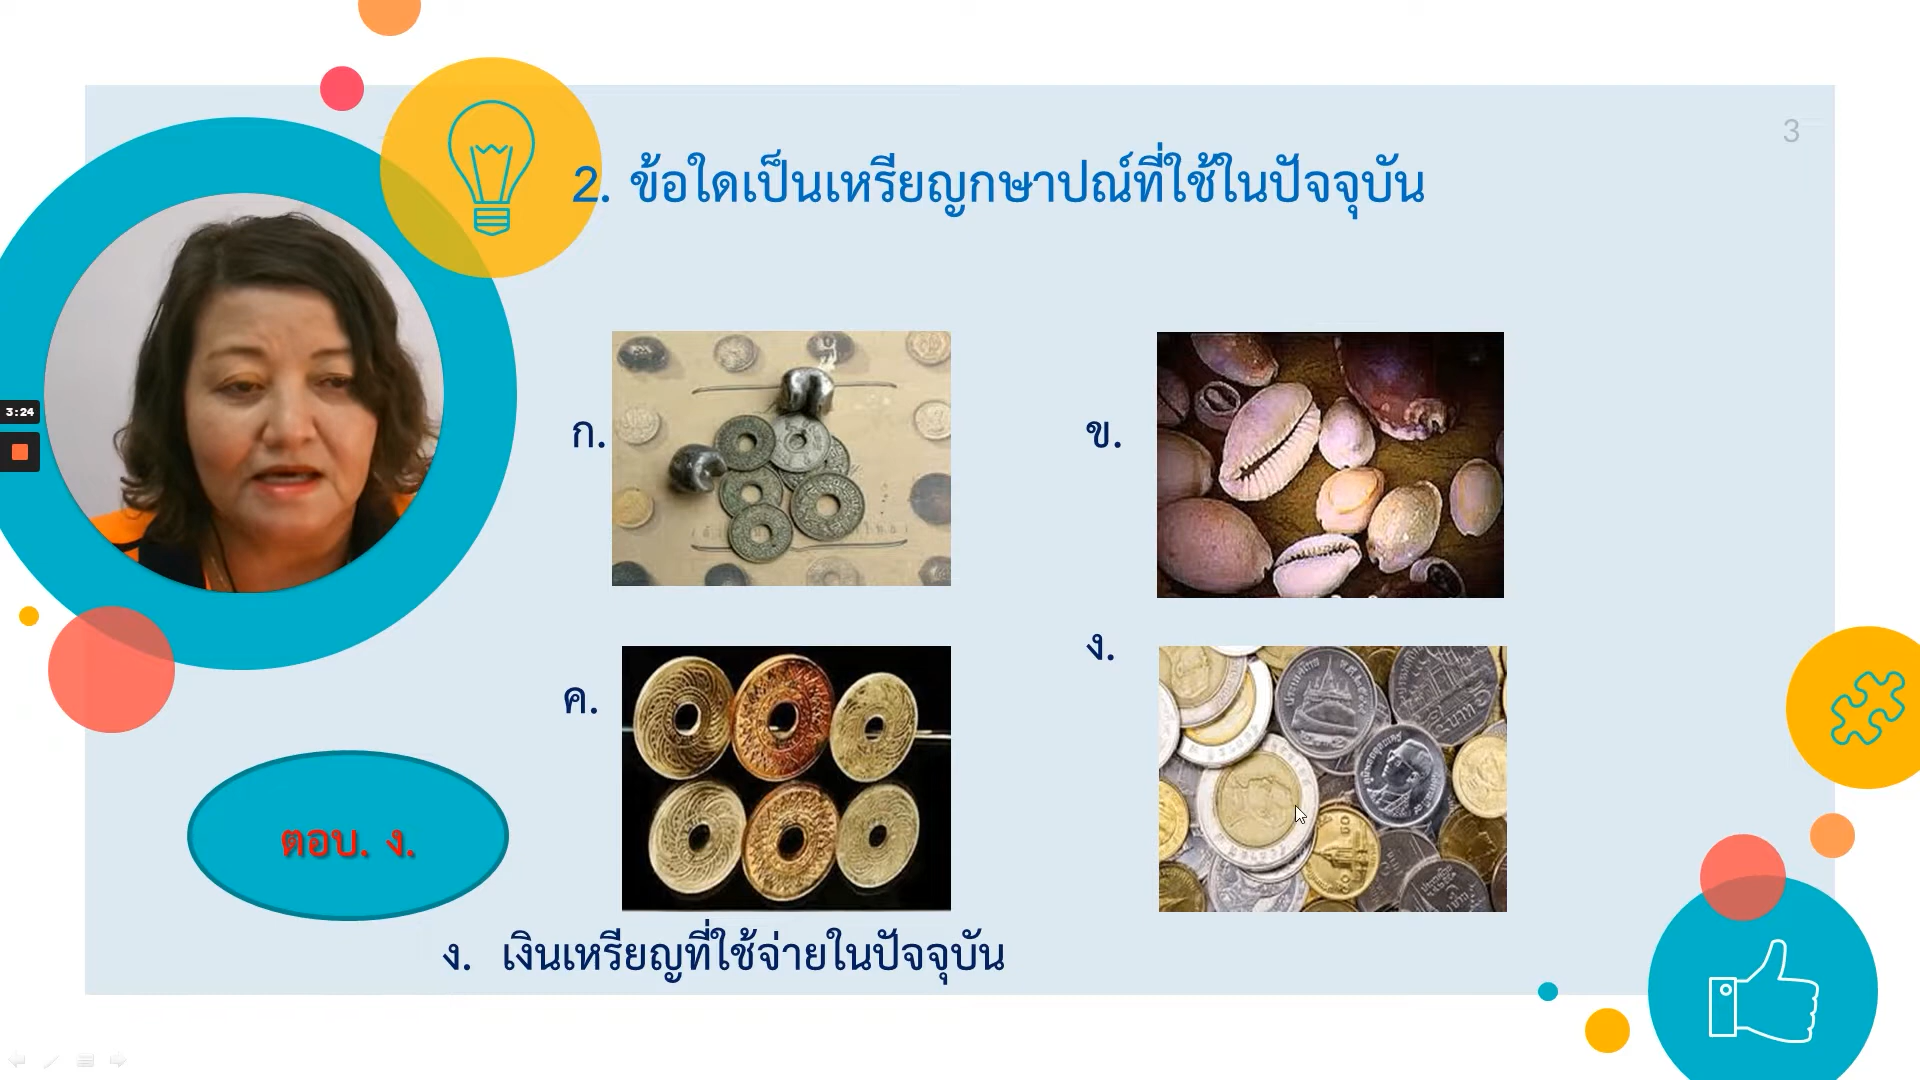 3
2. ข้อใดเป็นเหรียญกษาปณ์ที่ใช้ในปัจจุบัน
3:24
ก.
ข.
ค.
ง.
ตอบ. ง.
ง. เงินเหรียญที่ใช้จ่ายในปัจจุบัน